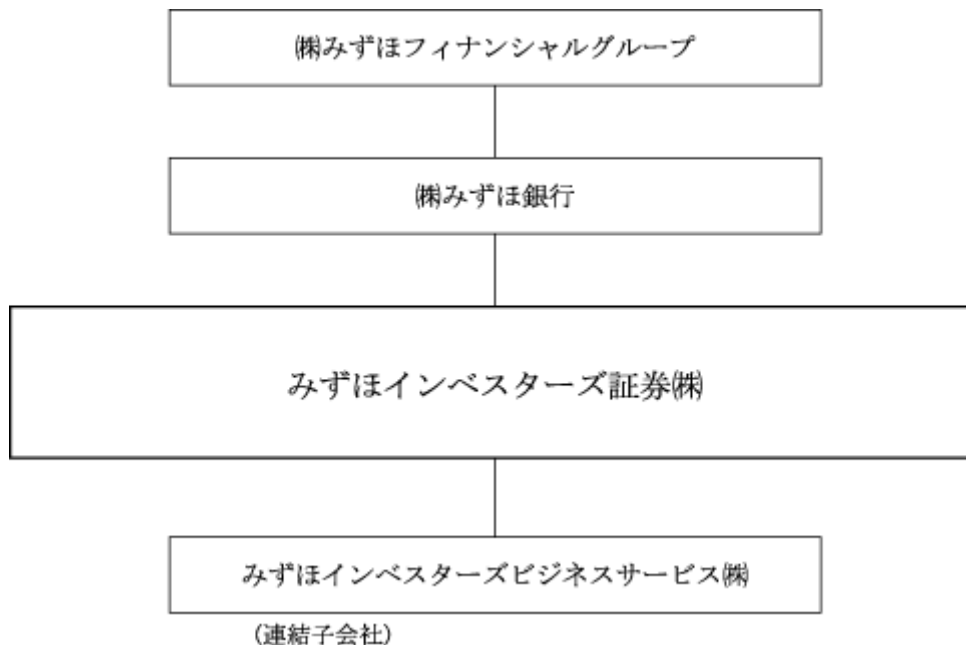 ㈱みずほフィナンシャルグループ
㈱みずほ銀行
みずほインベスターズ証券㈱
みずほインベスターズビジネスサービス㈱
（連結子会社）